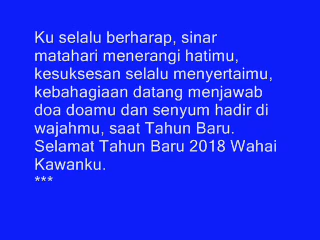 Ku selalu berharap, sinar
matahari menerangi hatimu,
kesuksesan selalu menyertaimu,
kebahagiaan datang menjawab
doa doamu dan senyum hadir di
wajahmu, saat Tahun Baru.
Selamat Tahun Baru 2018 Wahai
Kawanku.
***